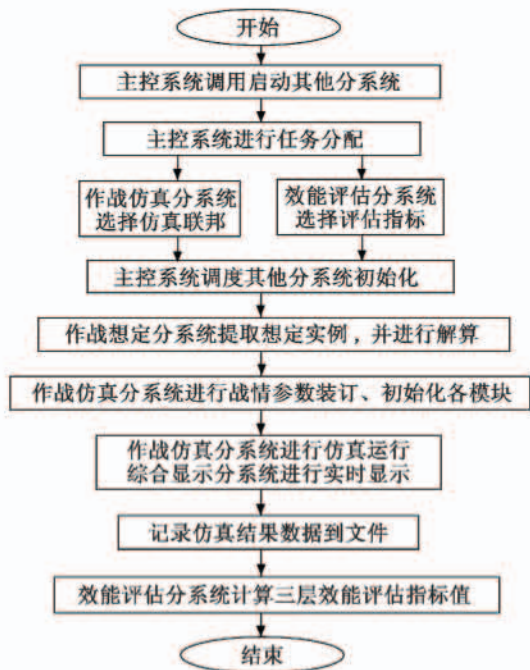 开始
主控系统调用启动其他分系统
主控系统进行任务分配
作战仿真分系统
选择仿真联邦
效能评估分系统
选择评估指标
主控系统调度其他分系统初始化
作战想定分系统提取想定实例，并进行解算
作战仿真分系统进行战情参数装订、初始化各模块
作战仿真分系统进行仿真运行
综合显示分系统进行实时显示
记录仿真结果数据到文件
效能评估分系统计算三层效能评估指标值
结束